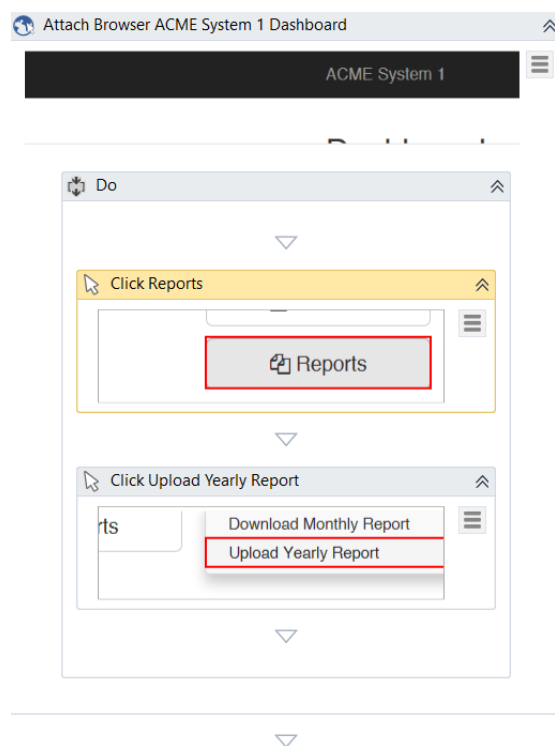 Attach Browser ACME System 1 Dashboard
ACME System 1
Do
Click Reports
Reports
Click Upload Yearly Report
rts
Download Monthly Report
Upload Yearly Report